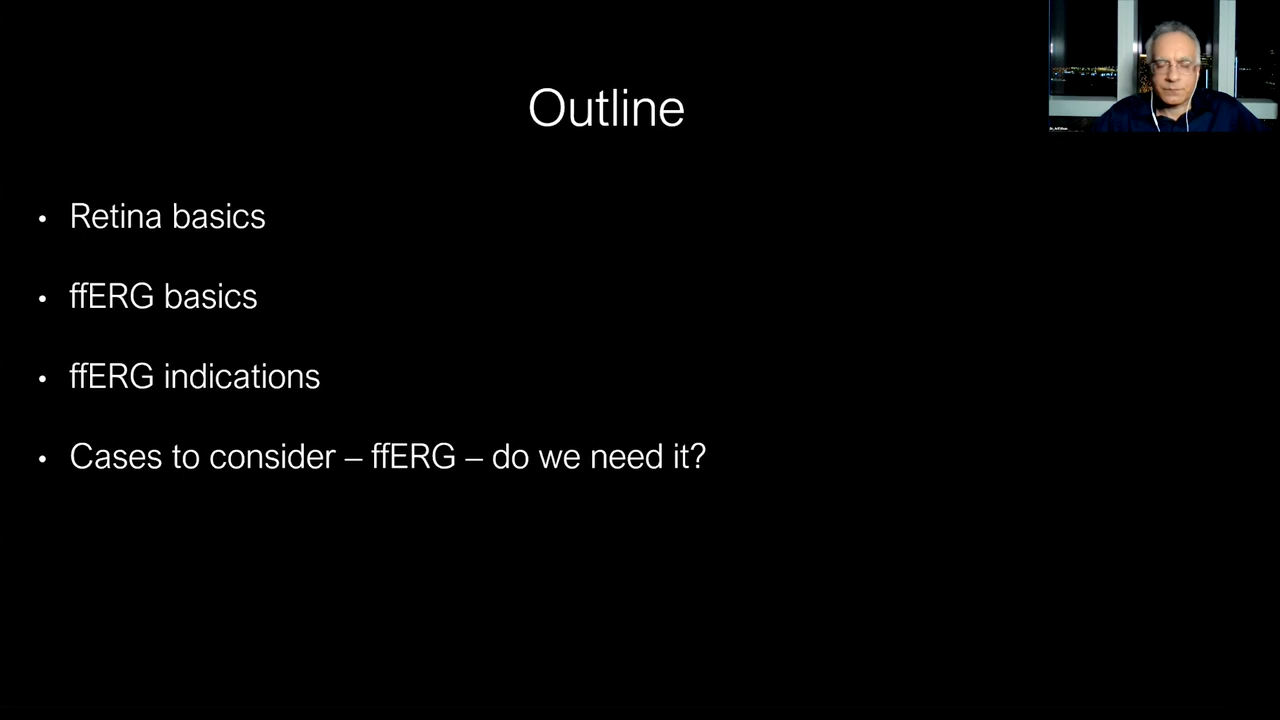 Outline
• Retina basics
• ffERG basics
• ffERG indications
• Cases to consider – ffERG – do we need it?